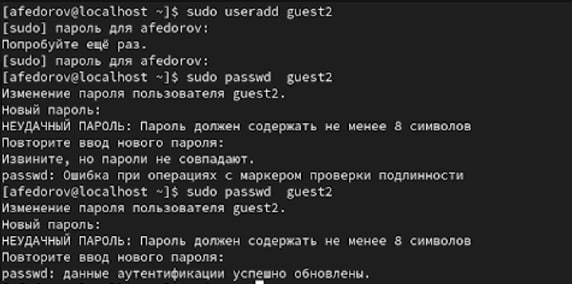 [afedorov@localhost ~]$ sudo useradd guest2
[sudo] пароль для afedorov:
Попробуйте ещё раз.
[sudo] пароль для afedorov:
[afedorov@localhost ~]$ sudo passwd  guest2
Изменение пароля пользователя guest2.
Новый пароль:
НЕУДАЧНЫЙ ПАРОЛЬ: Пароль должен содержать не менее 8 символов
Повторите ввод нового пароля:
Извините, но пароли не совпадают.
passwd: Ошибка при операциях с маркером проверки подлинности
[afedorov@localhost ~]$ sudo passwd  guest2
Изменение пароля пользователя guest2.
Новый пароль:
НЕУДАЧНЫЙ ПАРОЛЬ: Пароль должен содержать не менее 8 символов
Повторите ввод нового пароля:
passwd: данные аутентификации успешно обновлены.